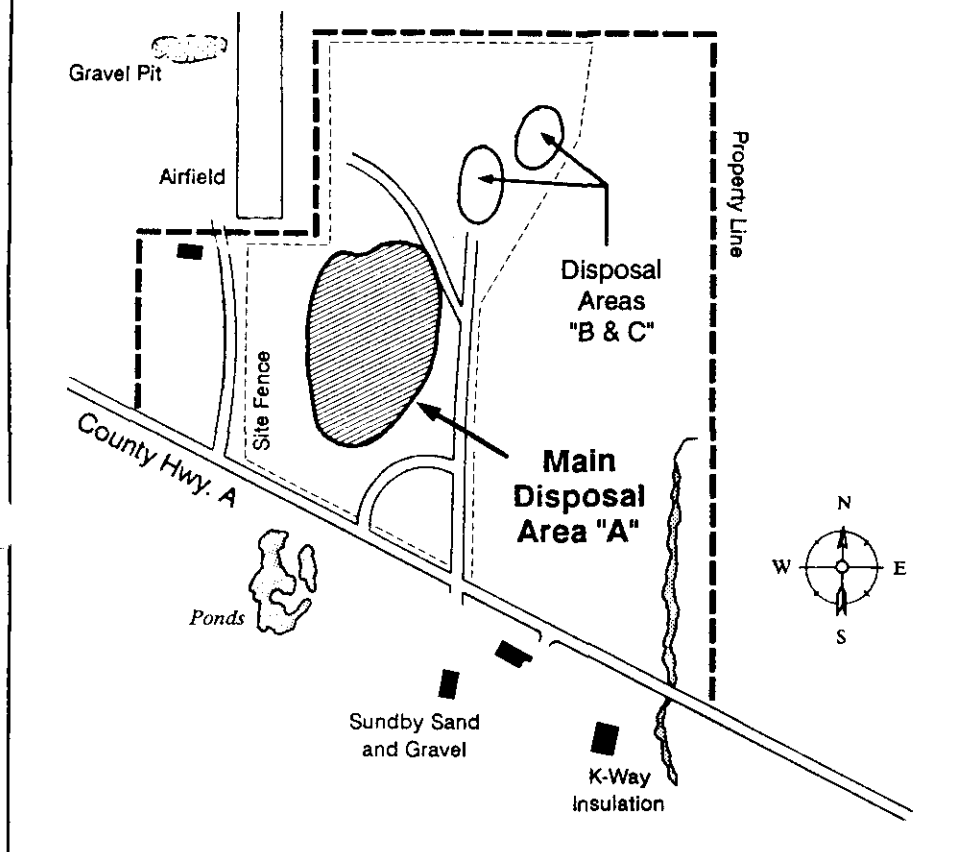 Gravel Pit
Airfield
Property Line
Disposal
Areas
"B & C"
Site Fence
County Hwy. A
Main
Disposal
Area "A"
N
W
E
S
Ponds
Sundby Sand
and Gravel
K-Way
Insulation